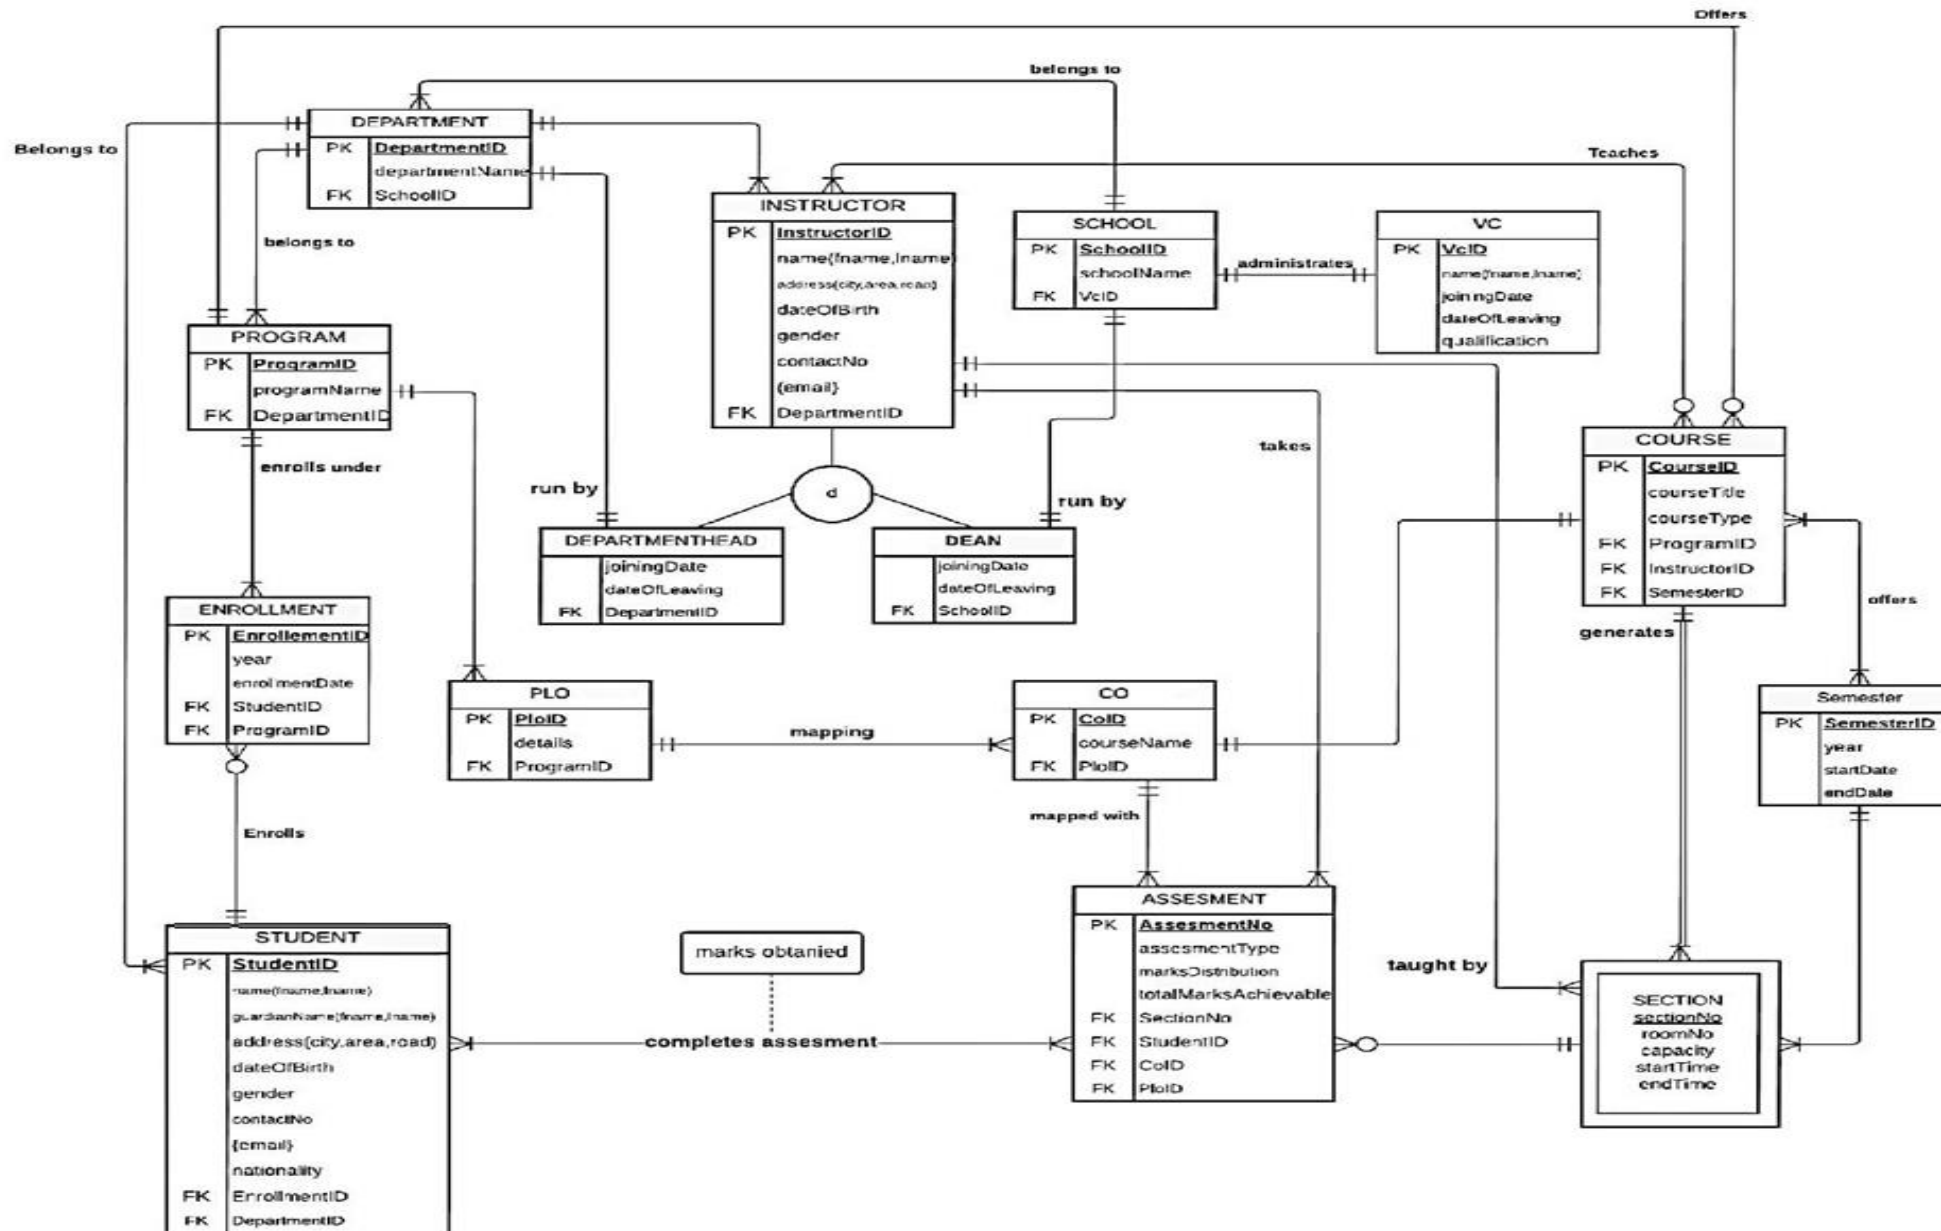 Offers
belongs to
Belongs to
DEPARTMENT
PK DepartmentID
departmentName
FK SchoolID
Teaches
belongs to
INSTRUCTOR
PK InstructorID
name(fname,lname)
address(city,area,road)
dateOfBirth
gender
contactNo
{email}
FK DepartmentID
SCHOOL
PK SchoolID
schoolName
FK VcID
administrates
VC
PK VcID
name(fname,lname)
joiningDate
dateOfLeaving
qualification
PROGRAM
PK ProgramID
programName
FK DepartmentID
enrolls under
run by
d
run by
takes
COURSE
PK CourseID
courseTitle
courseType
FK ProgramID
FK InstructorID
FK SemesterID
DEPARTMENTHEAD
joiningDate
dateOfLeaving
FK DepartmentID
DEAN
joiningDate
dateOfLeaving
FK SchoolID
ENROLLMENT
PK EnrollementID
year
enrollmentDate
FK StudentID
FK ProgramID
generates
offers
PLO
PK PloID
details
FK ProgramID
mapping
CO
PK CoID
courseName
FK PloID
Semester
PK SemesterID
year
startDate
endDate
mapped with
Enrolls
STUDENT
PK StudentID
name(fname,lname)
guardianName(fname,lname)
address(city,area,road)
dateOfBirth
gender
contactNo
{email}
nationality
FK EnrollmentID
FK DepartmentID
marks obtanied
completes assesment
ASSESMENT
PK AssesmentNo
assesmentType
marksDistribution
totalMarksAchievable
FK SectionNo
FK StudentID
FK CoID
FK PloID
taught by
SECTION
sectionNo
roomNo
capacity
startTime
endTime